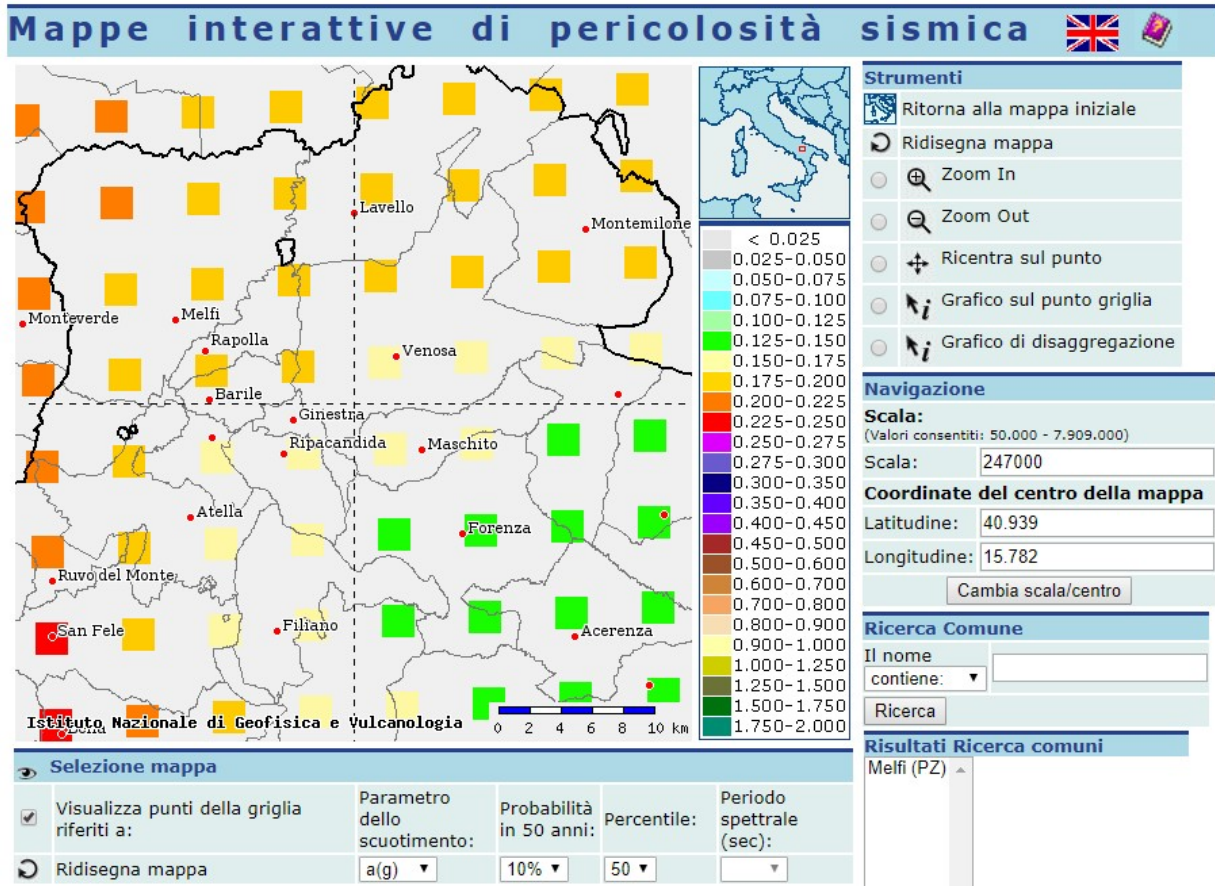 Mappe interattive di pericolosità sismica
Lavello
Montemilone
Monteverde
Melfi
Rapolla
Venosa
Barile
Ginestra
Ripacandida
Maschito
Atella
Forenza
Ruvo del Monte
San Fele
Filiano
Acerenza
Istituto Nazionale di Geofisica e Vulcanologia
0 2 4 6 8 10 km
< 0.025
0.025-0.050
0.050-0.075
0.075-0.100
0.100-0.125
0.125-0.150
0.150-0.175
0.175-0.200
0.200-0.225
0.225-0.250
0.250-0.275
0.275-0.300
0.300-0.350
0.350-0.400
0.400-0.450
0.450-0.500
0.500-0.600
0.600-0.700
0.700-0.800
0.800-0.900
0.900-1.000
1.000-1.250
1.250-1.500
1.500-1.750
1.750-2.000
Strumenti
Ritorna alla mappa iniziale
Ridisegna mappa
Zoom In
Zoom Out
Ricentra sul punto
Grafico sul punto griglia
Grafico di disaggregazione
Navigazione
Scala:
(Valori consentiti: 50.000 - 7.909.000)
Scala: 247000
Coordinate del centro della mappa
Latitudine: 40.939
Longitudine: 15.782
Cambia scala/centro
Ricerca Comune
Il nome
contiene:
Ricerca
Risultati Ricerca comuni
Melfi (PZ)
Selezione mappa
Visualizza punti della griglia
riferiti a:
Parametro
dello
scuotimento:
Probabilità
in 50 anni:
Percentile:
Periodo
spettrale
(sec):
Ridisegna mappa
a(g)
10%
50